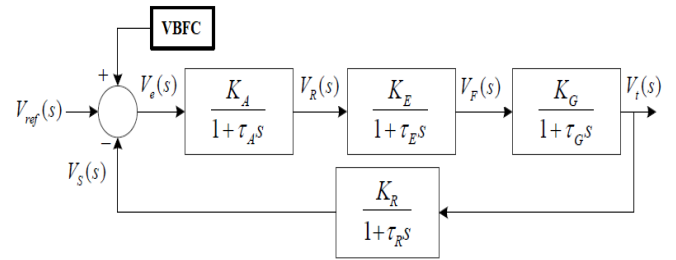 VBFC
+
V_ref(s)
−
V_e(s)
K_A
1+τ_A s
V_R(s)
K_E
1+τ_E s
V_F(s)
K_G
1+τ_G s
V_t(s)
V_S(s)
K_R
1+τ_R s